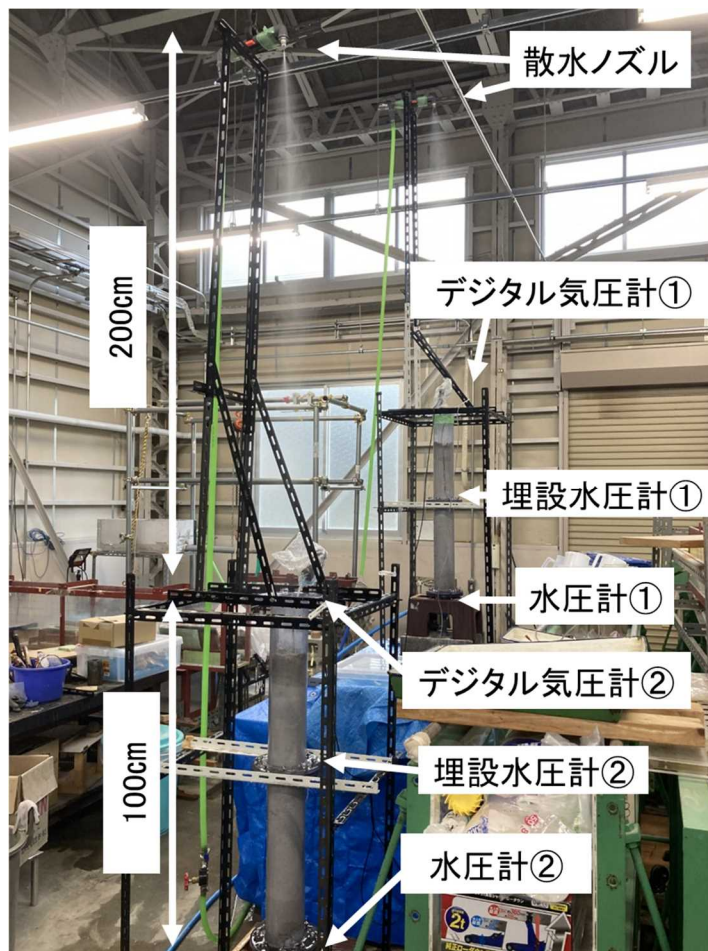 散水ノズル
デジタル気圧計①
200cm
埋設水圧計①
水圧計①
デジタル気圧計②
埋設水圧計②
100cm
水圧計②
2t